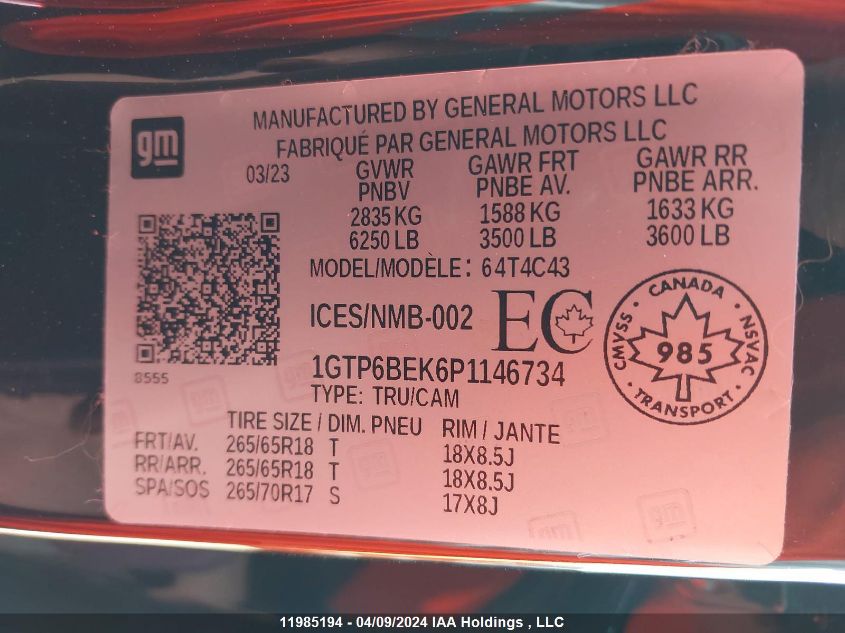 gm
MANUFACTURED BY GENERAL MOTORS LLC
FABRIQUÉ PAR GENERAL MOTORS LLC
03/23 GVWR GAWR FRT GAWR RR
PNBV PNBE AV. PNBE ARR.
2835 KG 1588 KG 1633 KG
6250 LB 3500 LB 3600 LB
MODEL/MODÈLE: 64T4C43
ICES/NMB-002 EC
CANADA
CMVSS 985 NSVAC
TRANSPORT
8555
1GTP6BEK6P1146734
TYPE: TRU/CAM
TIRE SIZE / DIM. PNEU RIM / JANTE
FRT/AV. 265/65R18 T 18X8.5J
RR/ARR. 265/65R18 T 18X8.5J
SPA/SOS 265/70R17 S 17X8J
gm
11985194 - 04/09/2024 IAA Holdings , LLC